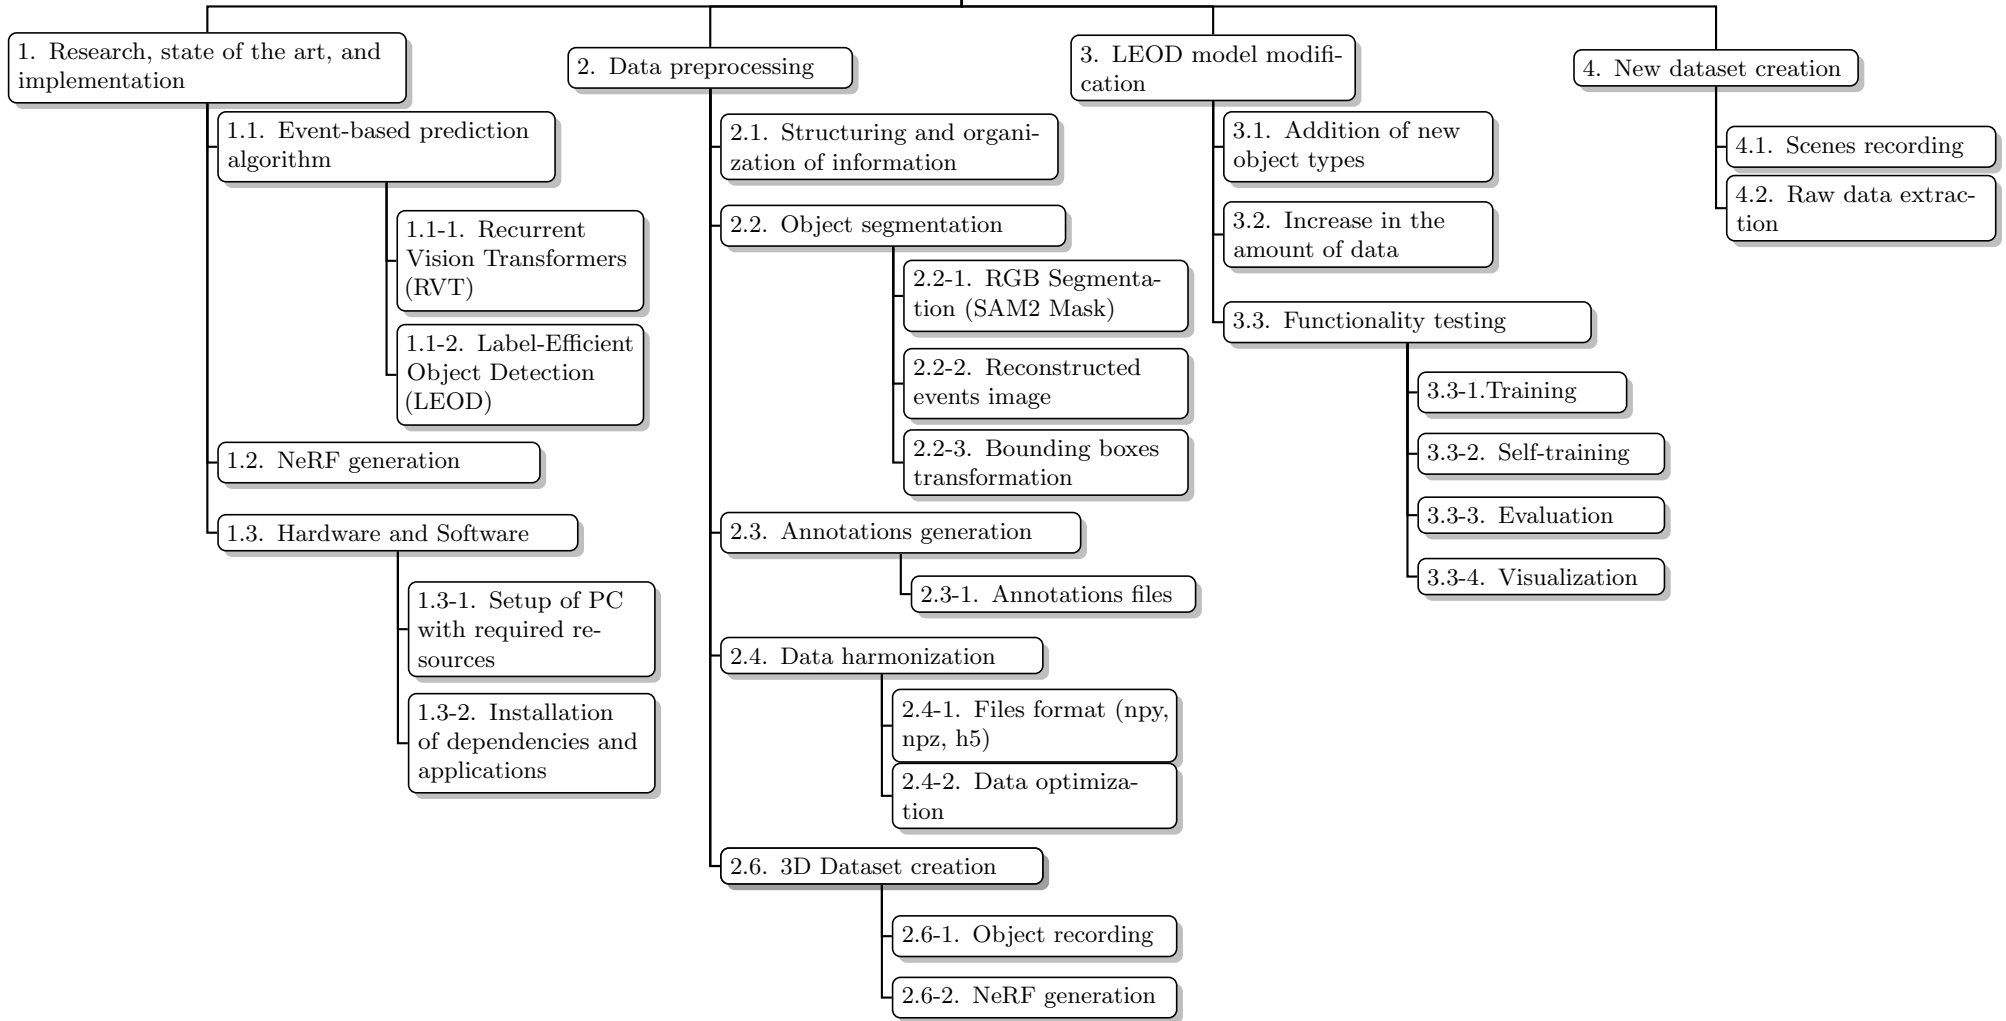 1. Research, state of the art, and
implementation
1.1. Event-based prediction
algorithm
1.1-1. Recurrent
Vision Transformers
(RVT)
1.1-2. Label-Efficient
Object Detection
(LEOD)
1.2. NeRF generation
1.3. Hardware and Software
1.3-1. Setup of PC
with required re-
sources
1.3-2. Installation
of dependencies and
applications
2. Data preprocessing
2.1. Structuring and organi-
zation of information
2.2. Object segmentation
2.2-1. RGB Segmenta-
tion (SAM2 Mask)
2.2-2. Reconstructed
events image
2.2-3. Bounding boxes
transformation
2.3. Annotations generation
2.3-1. Annotations files
2.4. Data harmonization
2.4-1. Files format (npy,
npz, h5)
2.4-2. Data optimiza-
tion
2.6. 3D Dataset creation
2.6-1. Object recording
2.6-2. NeRF generation
3. LEOD model modifi-
cation
3.1. Addition of new
object types
3.2. Increase in the
amount of data
3.3. Functionality testing
3.3-1.Training
3.3-2. Self-training
3.3-3. Evaluation
3.3-4. Visualization
4. New dataset creation
4.1. Scenes recording
4.2. Raw data extrac-
tion